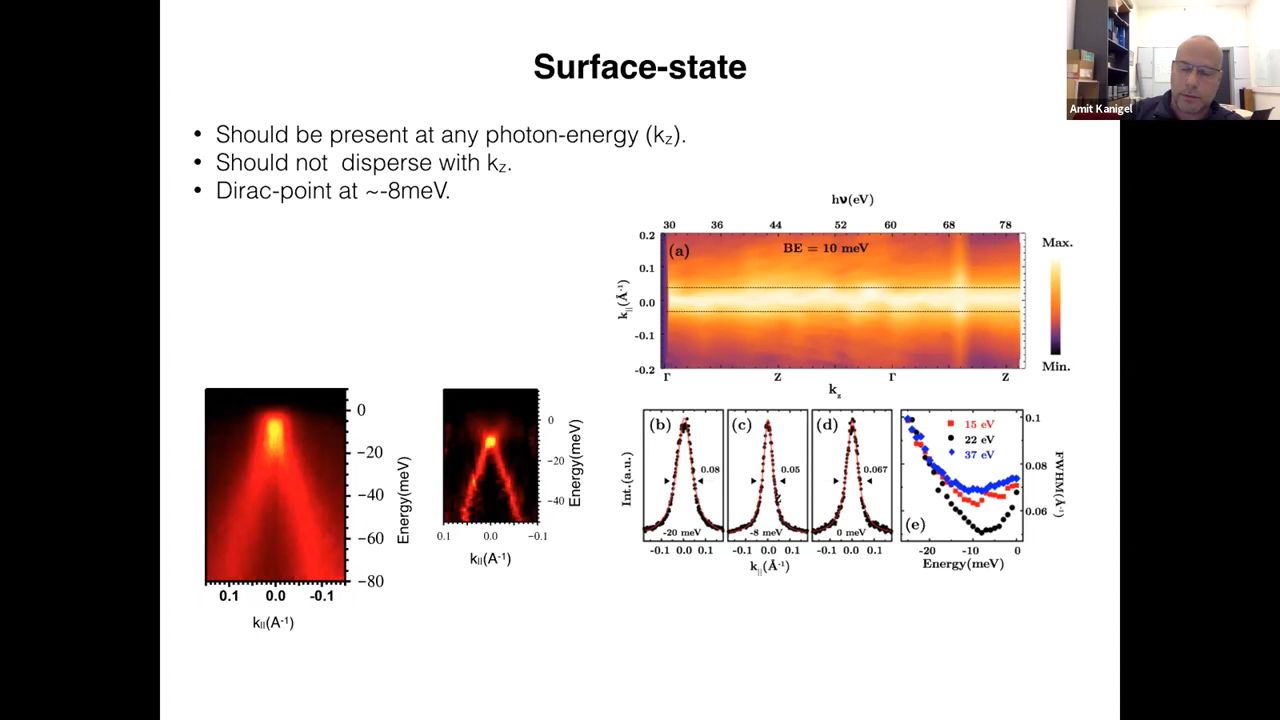 Surface-state
Amit Kanigel
• Should be present at any photon-energy (kz).
• Should not disperse with kz.
• Dirac-point at ~-8meV.
hν(eV)
30 36 44 52 60 68 78
(a)
BE = 10 meV
0.2
0.1
0.0
-0.1
-0.2
k||(Å-1)
Γ Z Γ Z
kz
Max.
Min.
0
-20
-40
-60
-80
Energy(meV)
0.1 0.0 -0.1
k||(A-1)
0
-20
-40
Energy(meV)
0.1 0.0 -0.1
k||(A-1)
Int.(a.u.)
(b)
0.08
-20 meV
-0.1 0.0 0.1
(c)
0.05
-8 meV
-0.1 0.0 0.1
(d)
0.067
0 meV
-0.1 0.0 0.1
k||(Å-1)
15 eV
22 eV
37 eV
(e)
0.1
0.08
0.06
FWHM(Å-1)
-20 -10 0
Energy(meV)